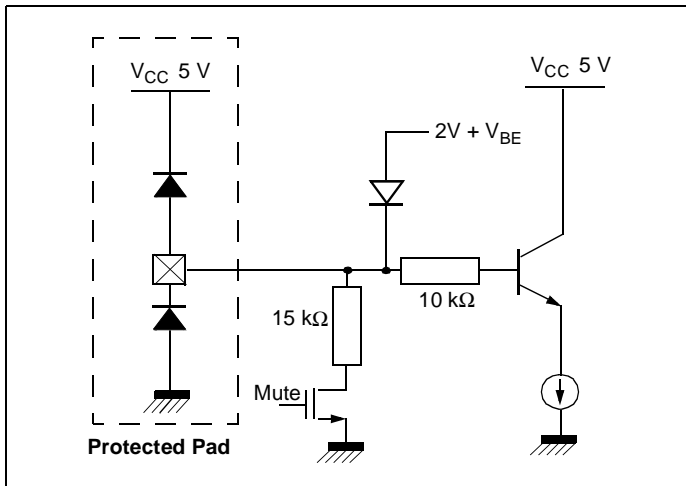 V_CC 5 V
V_CC 5 V
2V + V_BE
15 kΩ
10 kΩ
Mute
Protected Pad